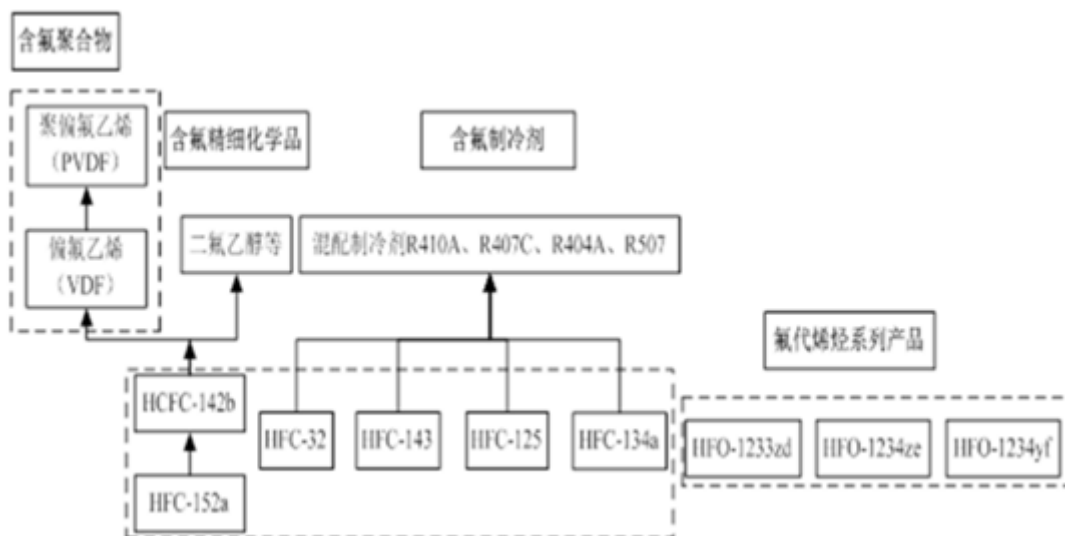 含氟聚合物
聚偏氟乙烯
（PVDF）
含氟精细化学品
含氟制冷剂
偏氟乙烯
（VDF）
二氟乙醇等
混配制冷剂R410A、R407C、R404A、R507
氟代烯烃系列产品
HCFC-142b
HFC-32
HFC-143
HFC-125
HFC-134a
HFO-1233zd
HFO-1234ze
HFO-1234yf
HFC-152a